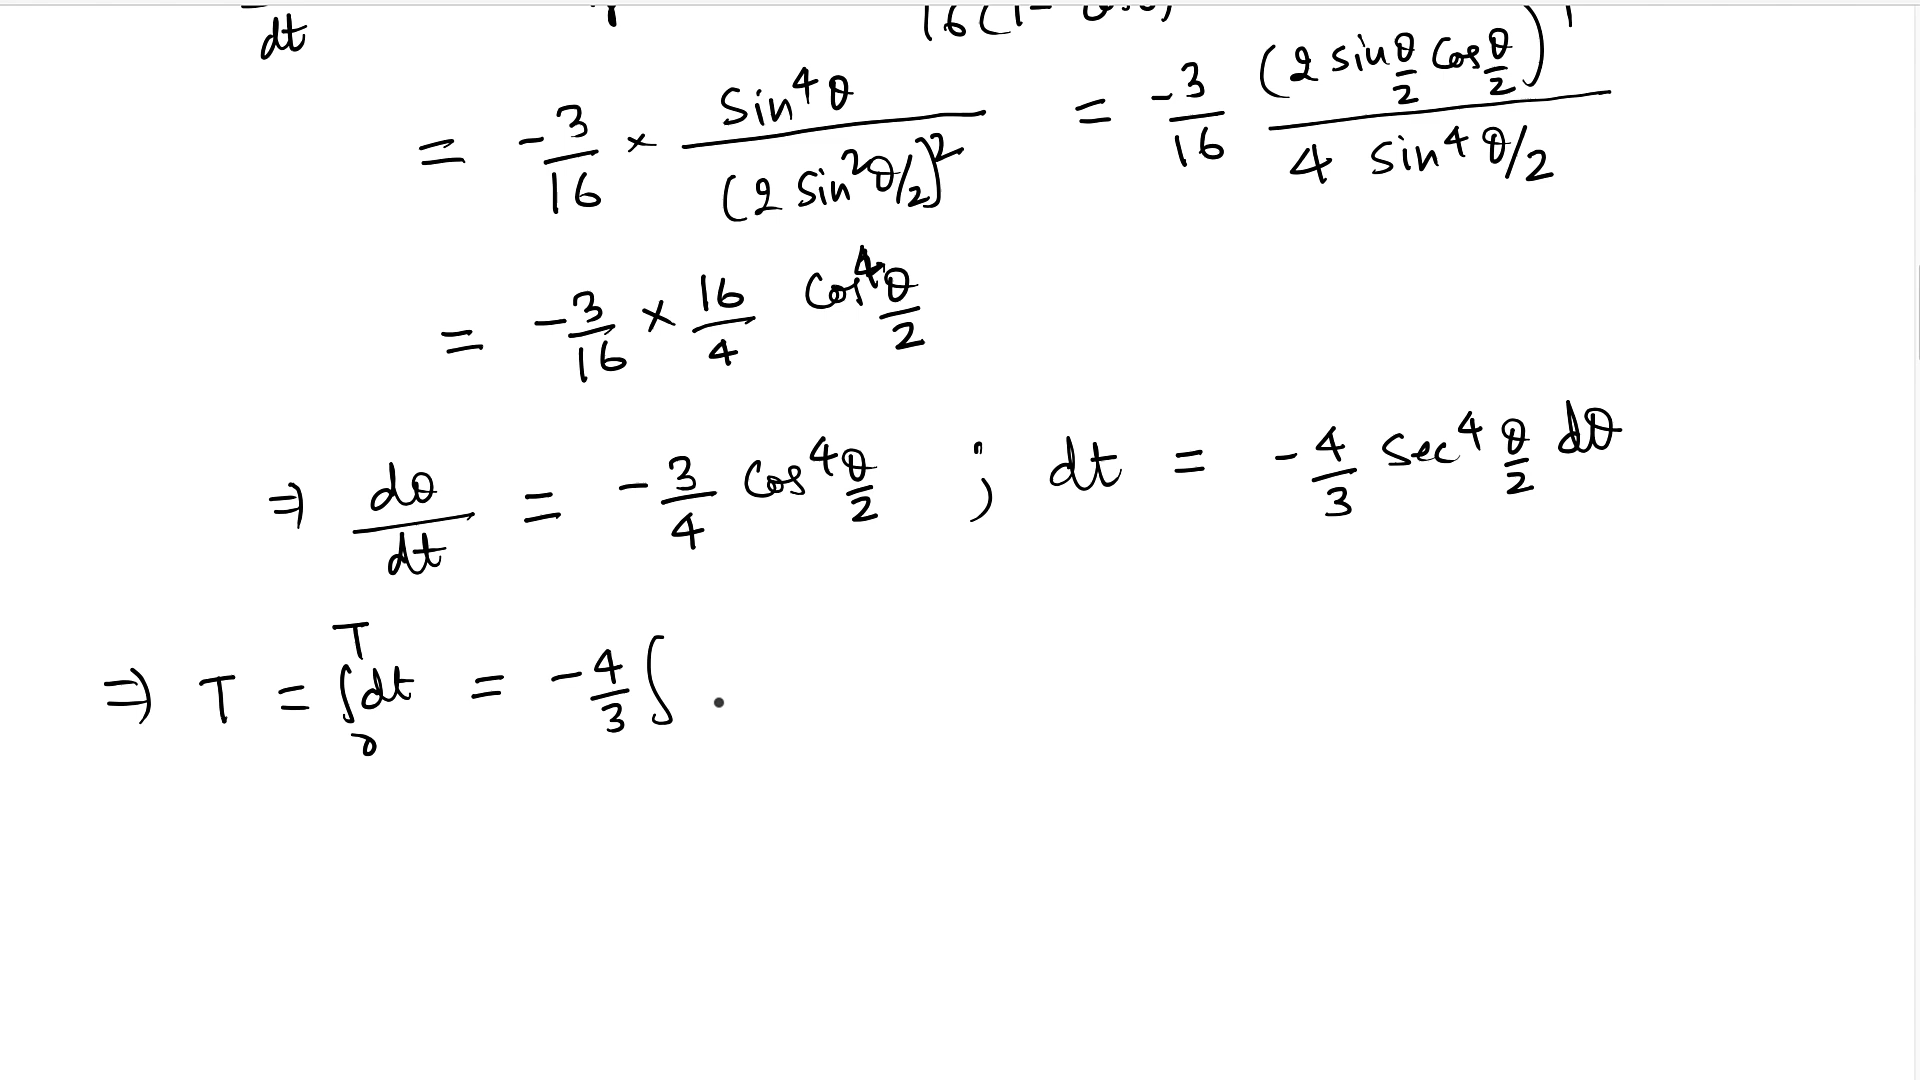 dt
= -3/16 × Sin⁴θ/(2 Sin²θ/2)² = -3/16 (2 sin θ/2 Cos θ/2)⁴/(4 Sin⁴ θ/2)
= -3/16 × 16/4 Cos⁴ θ/2
⇒ dθ/dt = -3/4 Cos⁴ θ/2 ; dt = -4/3 Sec⁴ θ/2 dθ
⇒ T = ∫₀ᵀ dt = -4/3 ∫